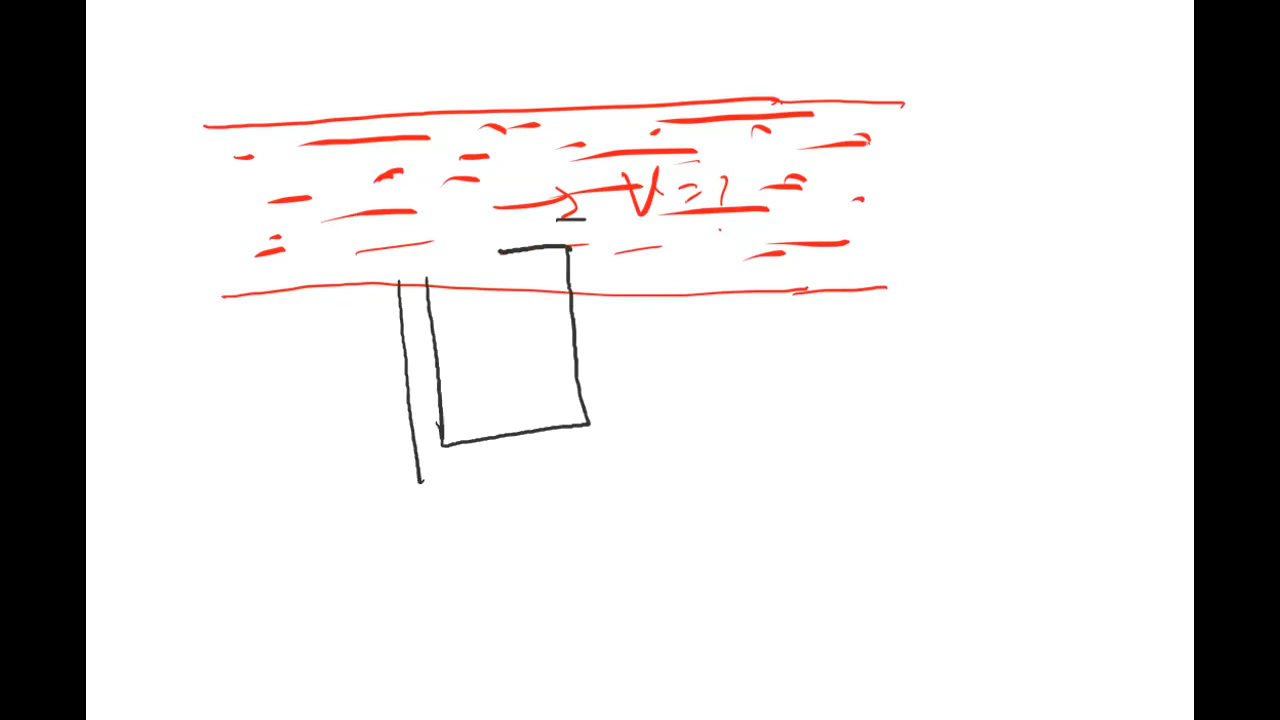 V = ?